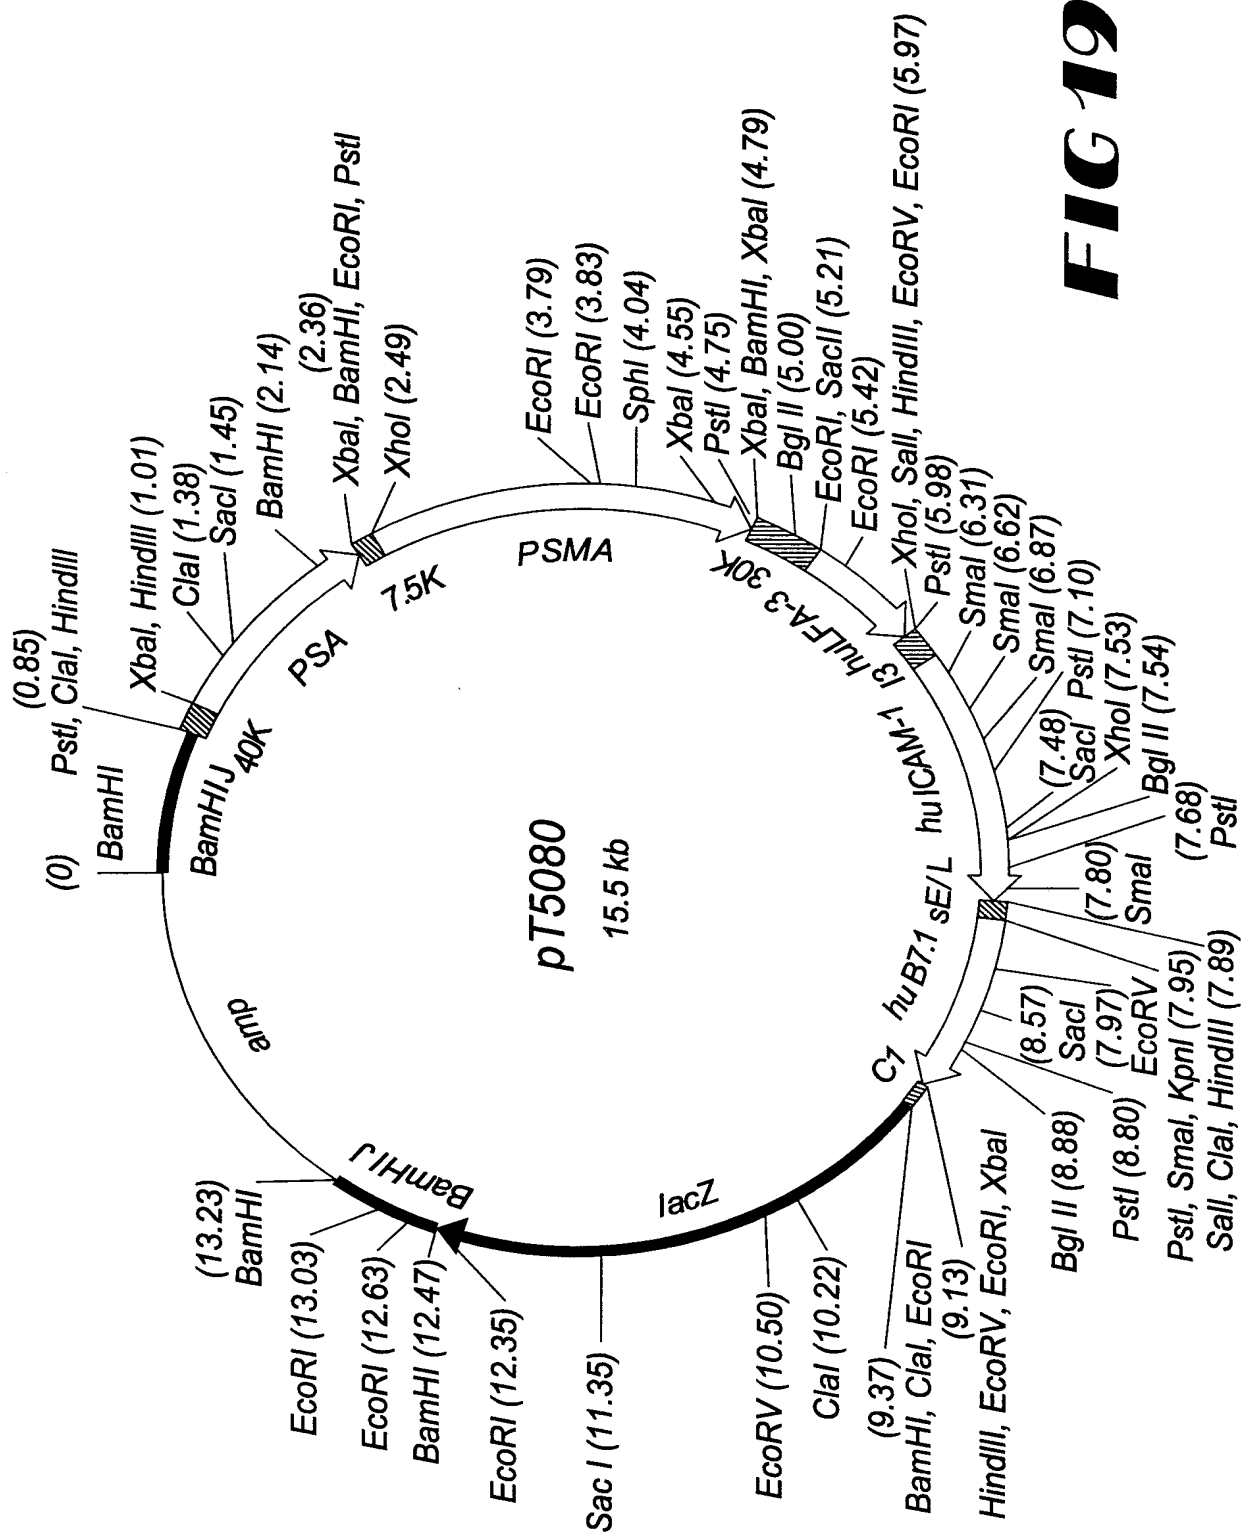 (0)
BamHI
(0.85)
PstI, ClaI, HindIII
XbaI, HindIII (1.01)
ClaI (1.38)
SacI (1.45)
BamHI (2.14)
(2.36)
XbaI, BamHI, EcoRI, PstI
XhoI (2.49)
EcoRI (3.79)
EcoRI (3.83)
SphI (4.04)
XbaI (4.55)
PstI (4.75)
XbaI, BamHI, XbaI (4.79)
Bgl II (5.00)
EcoRI, SacII (5.21)
EcoRI (5.42)
XhoI, SalI, HindIII, EcoRV, EcoRI (5.97)
PstI (5.98)
SmaI (6.31)
SmaI (6.62)
SmaI (6.87)
PstI (7.10)
(7.48)
SacI
XhoI (7.53)
Bgl II (7.54)
(7.68)
PstI
(7.80)
SmaI
SalI, ClaI, HindIII (7.89)
PstI, SmaI, KpnI (7.95)
(7.97)
EcoRV
(8.57)
SacI
PstI (8.80)
Bgl II (8.88)
(9.13)
HindIII, EcoRV, EcoRI, XbaI
(9.37)
BamHI, ClaI, EcoRI
ClaI (10.22)
EcoRV (10.50)
Sac I (11.35)
EcoRI (12.35)
BamHI (12.47)
EcoRI (12.63)
EcoRI (13.03)
(13.23)
BamHI
BamHI J
40K
PSA
7.5K
PSMA
30K
huLFA-3
I3
hu ICAM-1
sE/L
hu B7.1
C1
lacZ
BamHI J
amp
pT5080
15.5 kb
FIG 19